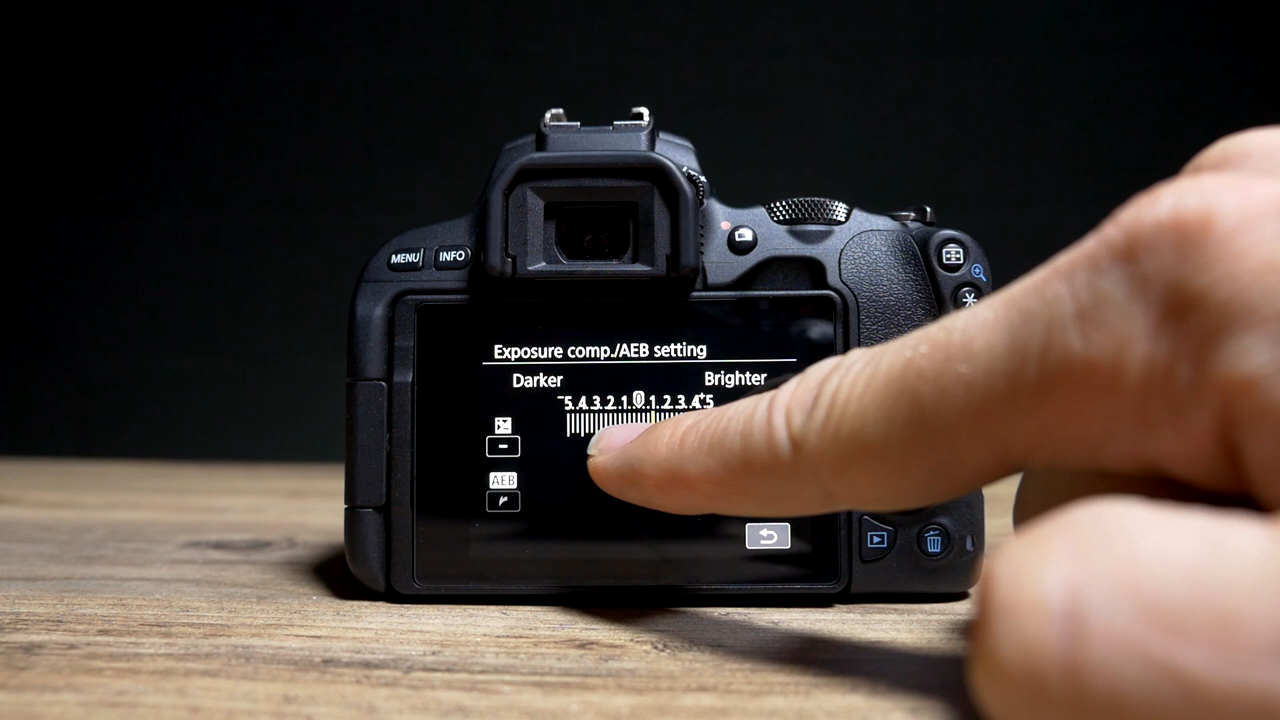 MENU INFO
Exposure comp./AEB setting
Darker Brighter
-5.4.3.2.1.0.1.2.3.4.+5
AEB